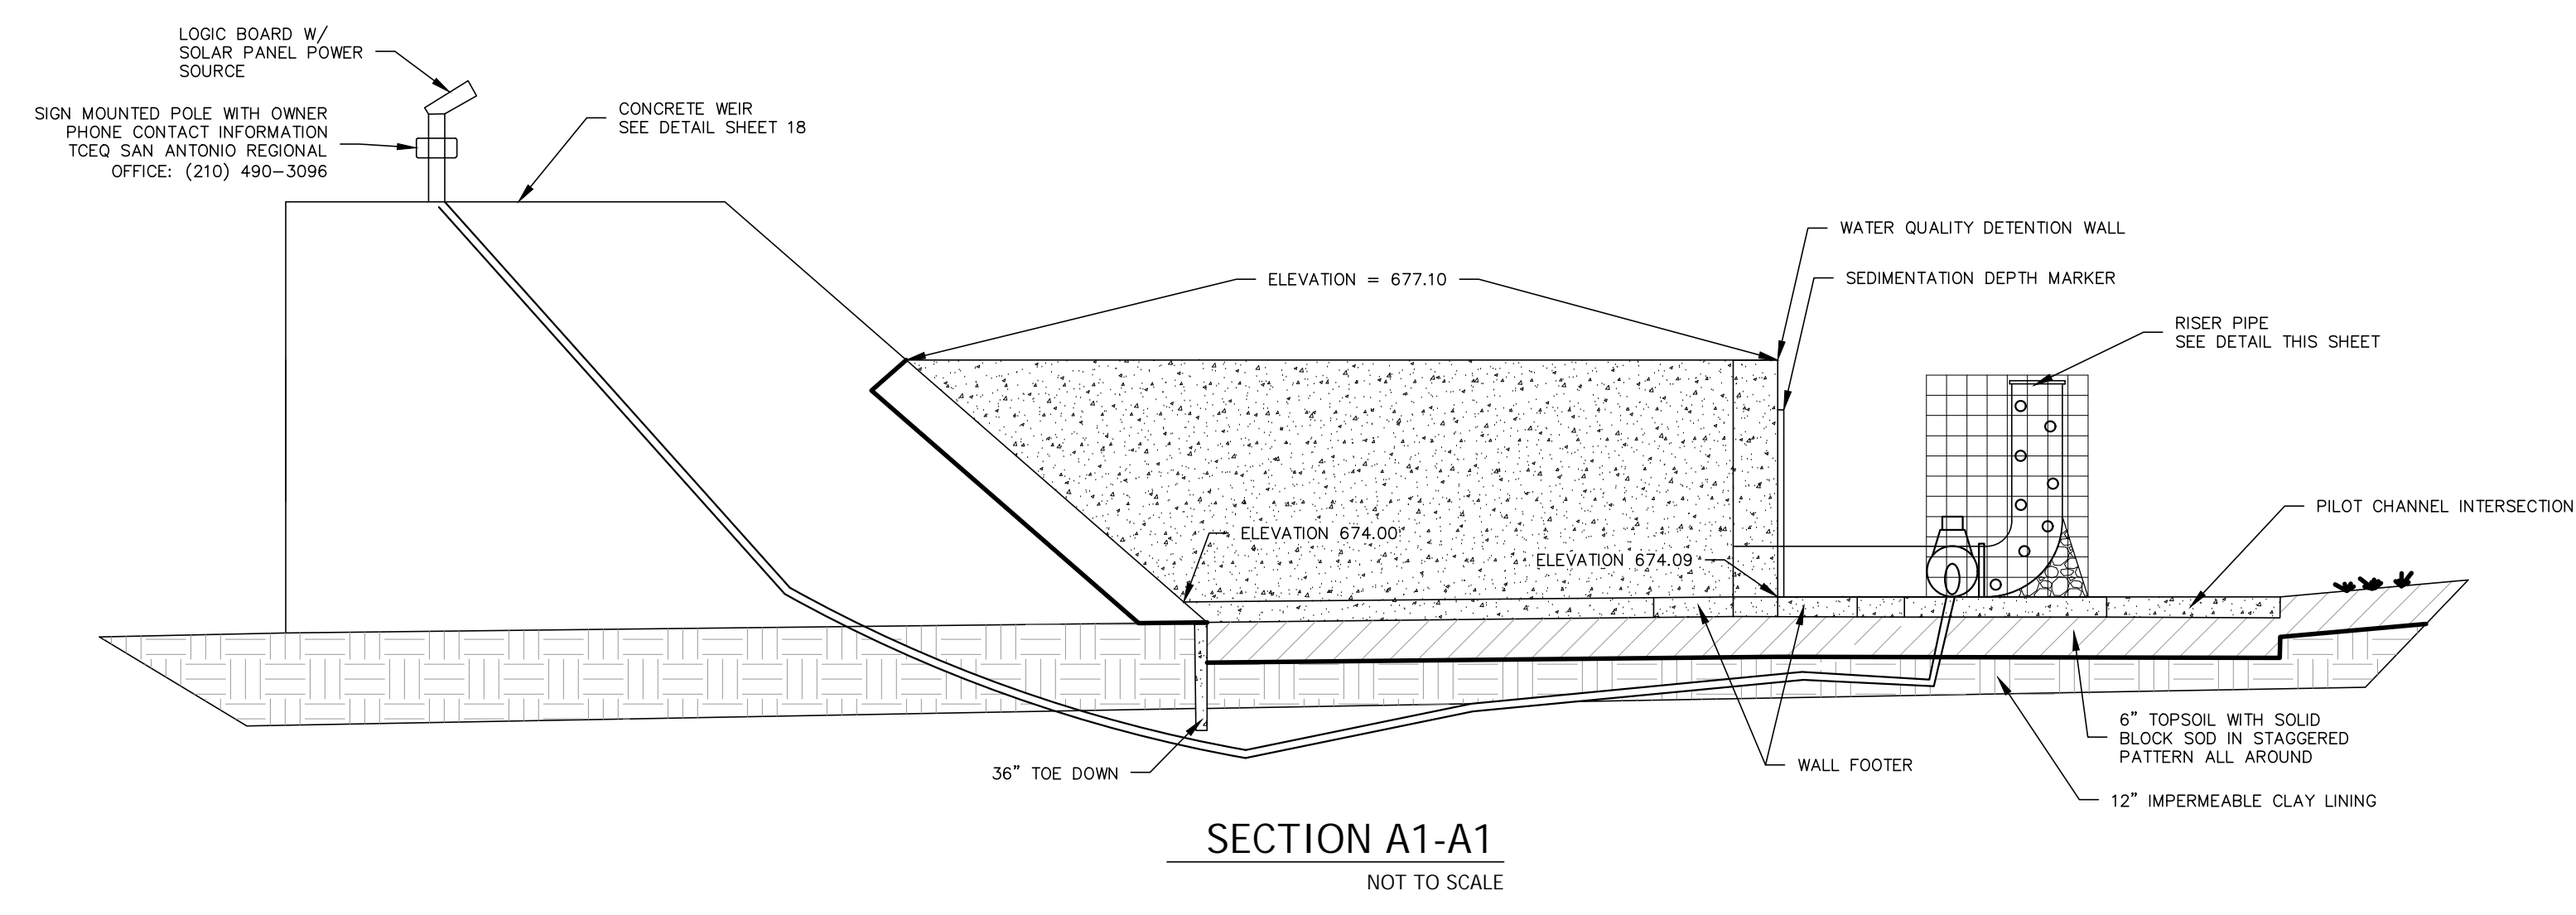 LOGIC BOARD W/
SOLAR PANEL POWER
SOURCE
SIGN MOUNTED POLE WITH OWNER
PHONE CONTACT INFORMATION
TCEQ SAN ANTONIO REGIONAL
OFFICE: (210) 490-3096
CONCRETE WEIR
SEE DETAIL SHEET 18
WATER QUALITY DETENTION WALL
ELEVATION = 677.10
SEDIMENTATION DEPTH MARKER
RISER PIPE
SEE DETAIL THIS SHEET
PILOT CHANNEL INTERSECTION
ELEVATION 674.00
ELEVATION 674.09
6" TOPSOIL WITH SOLID
BLOCK SOD IN STAGGERED
PATTERN ALL AROUND
36" TOE DOWN
WALL FOOTER
12" IMPERMEABLE CLAY LINING
SECTION A1-A1
NOT TO SCALE